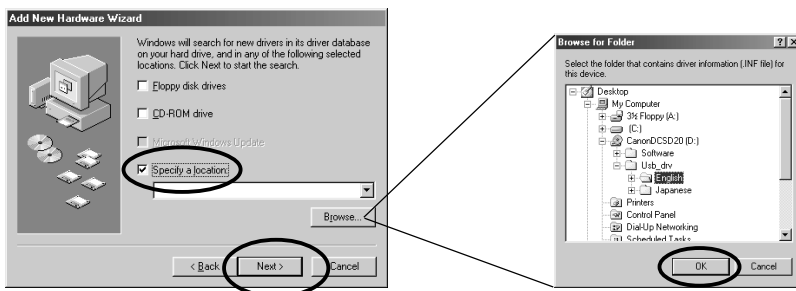 Add New Hardware Wizard
Windows will search for new drivers in its driver database
on your hard drive, and in any of the following selected
locations. Click Next to start the search.
Floppy disk drives
CD-ROM drive
Microsoft Windows Update
Specify a location:
Browse...
< Back
Next >
Cancel
Browse for Folder
Select the folder that contains driver information (.INF file) for
this device.
Desktop
My Computer
3½ Floppy (A:)
(C:)
CanonDCSD20 (D:)
Software
Usb_drv
English
Japanese
Printers
Control Panel
Dial-Up Networking
Scheduled Tasks
OK
Cancel